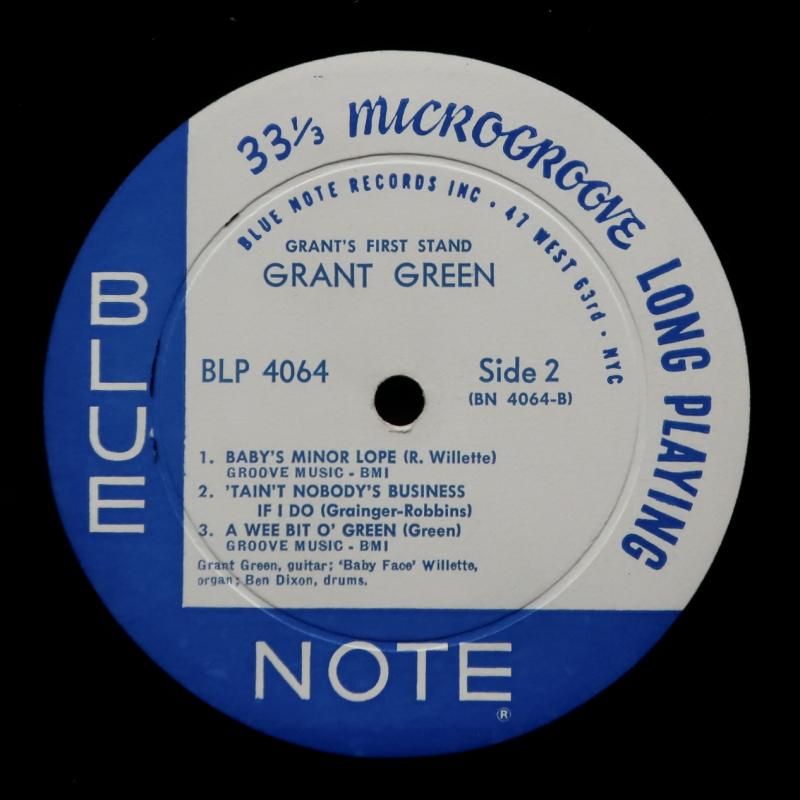 33⅓ MICROGROOVE LONG PLAYING
BLUE NOTE RECORDS INC • 47 WEST 63rd • NYC
GRANT'S FIRST STAND
GRANT GREEN
BLP 4064
Side 2
(BN 4064-B)
1. BABY'S MINOR LOPE (R. Willette)
GROOVE MUSIC - BMI
2. 'TAIN'T NOBODY'S BUSINESS
IF I DO (Grainger-Robbins)
3. A WEE BIT O' GREEN (Green)
GROOVE MUSIC - BMI
Grant Green, guitar; 'Baby Face' Willette,
organ; Ben Dixon, drums.
BLUE
NOTE
®